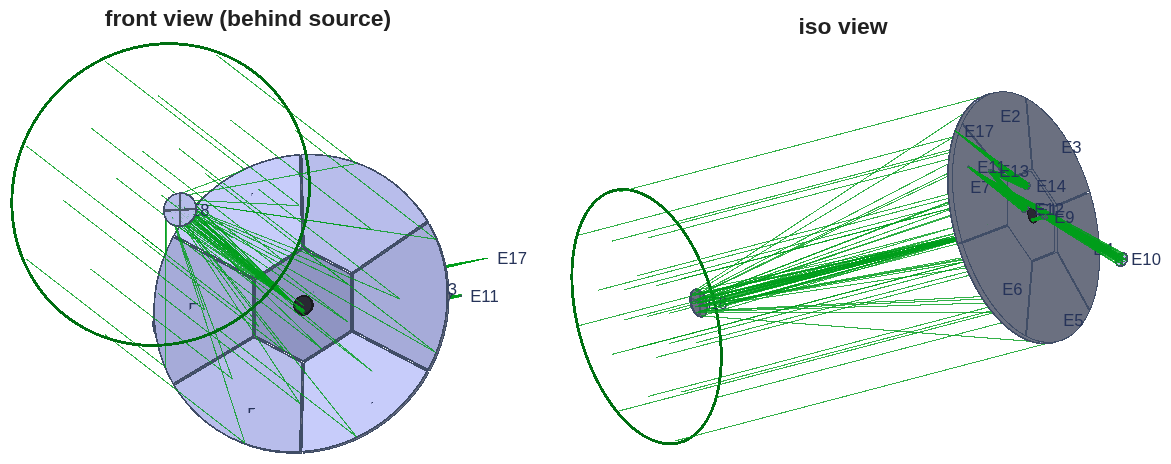 front view (behind source)
iso view
8
E17
3
E11
E2
E17
E3
E11
E13
E7
E14
E12
E9
E10
E6
E5